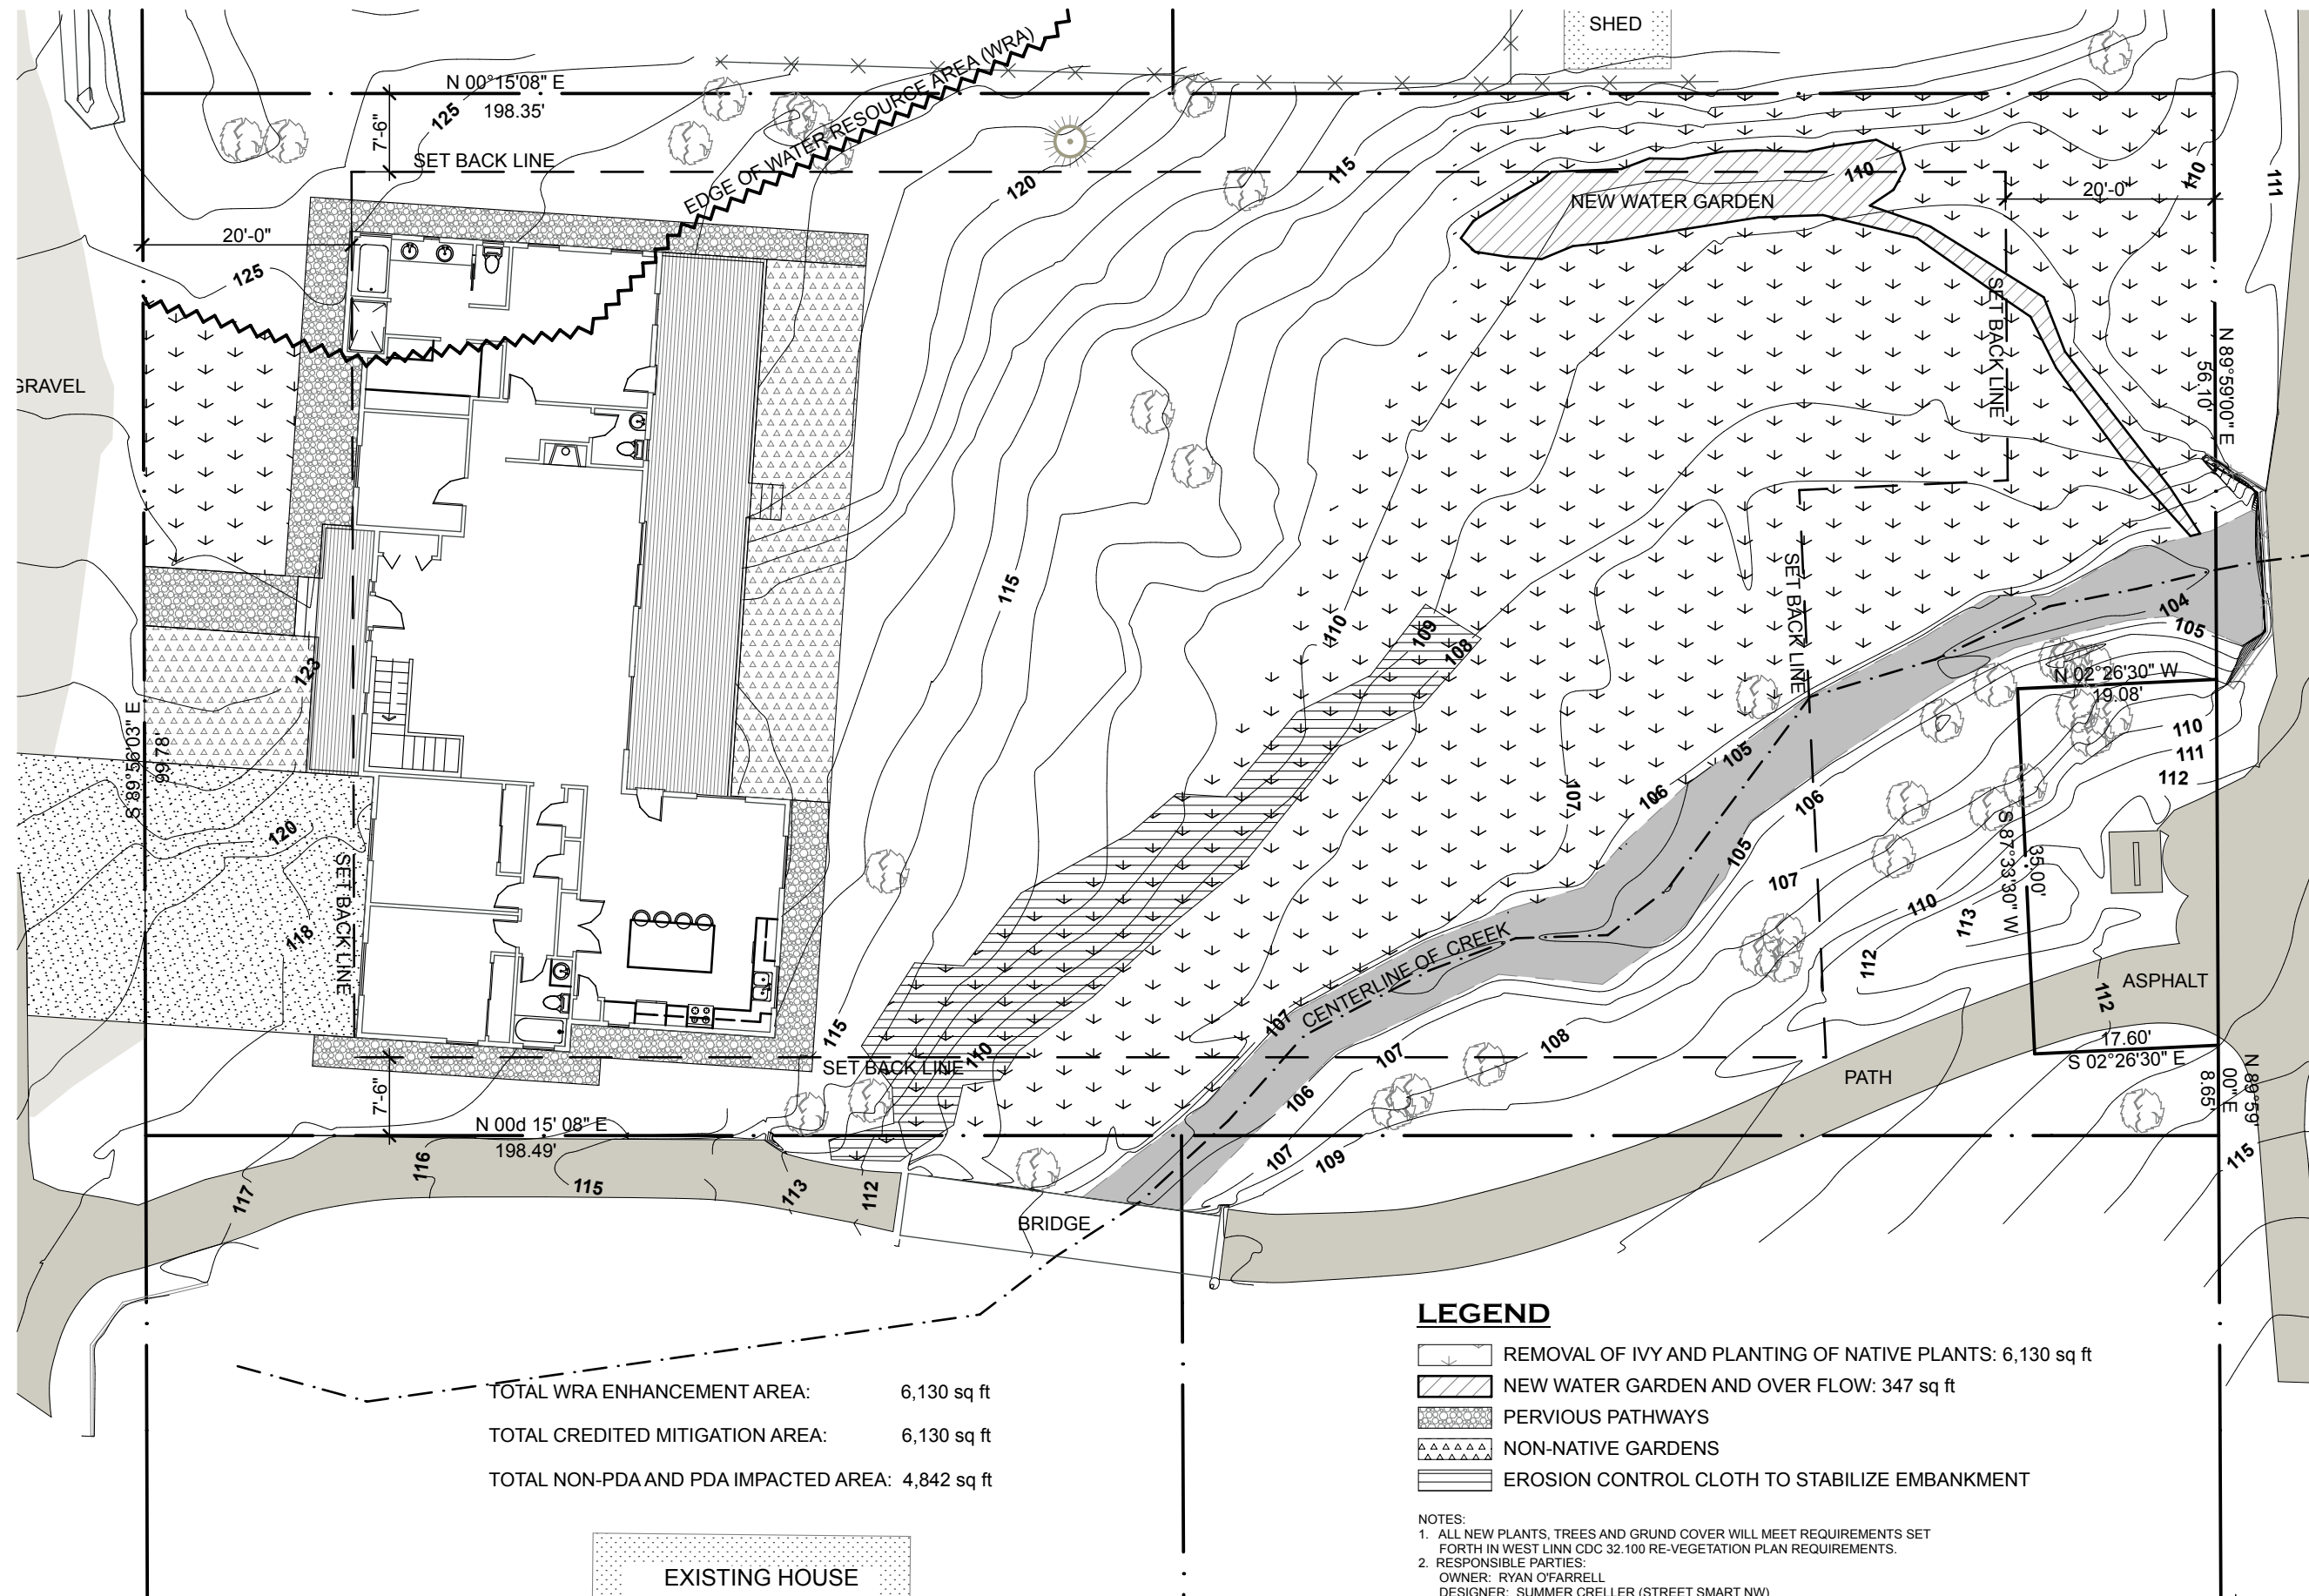 SHED
N 00°15'08" E
198.35'
125
7'-6"
SET BACK LINE
EDGE OF WATER RESOURCE AREA (WRA)
120
115
110
NEW WATER GARDEN
20'-0"
110
111
20'-0"
125
SET BACK LINE
N 89°59'00" E
56.10'
GRAVEL
115
110
109
108
SET BACK LINE
104
105
N 02°26'30" W
19.08'
123
S 89°56'03" E
99.78'
110
111
112
105
106
107
106
105
120
SET BACK LINE
118
107
110
113
112
S 87°33'30" W
35.00'
CENTERLINE OF CREEK
107
ASPHALT
112
115
SET BACK LINE
110
107
108
106
17.60'
S 02°26'30" E
PATH
N 89°59'
00" E
8.65'
7'-6"
N 00d 15' 08" E
198.49'
116
117
115
113
112
107
109
115
BRIDGE
LEGEND
REMOVAL OF IVY AND PLANTING OF NATIVE PLANTS: 6,130 sq ft
NEW WATER GARDEN AND OVER FLOW: 347 sq ft
PERVIOUS PATHWAYS
NON-NATIVE GARDENS
EROSION CONTROL CLOTH TO STABILIZE EMBANKMENT
TOTAL WRA ENHANCEMENT AREA: 6,130 sq ft
TOTAL CREDITED MITIGATION AREA: 6,130 sq ft
TOTAL NON-PDA AND PDA IMPACTED AREA: 4,842 sq ft
NOTES:
1. ALL NEW PLANTS, TREES AND GRUND COVER WILL MEET REQUIREMENTS SET
FORTH IN WEST LINN CDC 32.100 RE-VEGETATION PLAN REQUIREMENTS.
2. RESPONSIBLE PARTIES:
OWNER: RYAN O'FARRELL
DESIGNER: SUMMER CRELLER (STREET SMART NW)
EXISTING HOUSE